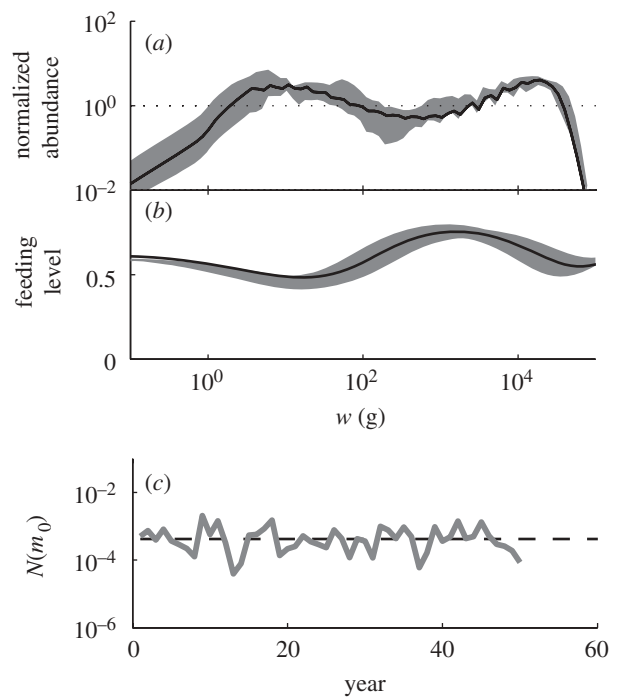 10^2
(a)
normalized
abundance
10^0
10^-2
(b)
feeding
level
0.5
0
10^0 10^2 10^4
w (g)
(c)
10^-2
N(m_0)
10^-4
10^-6
0 20 40 60
year